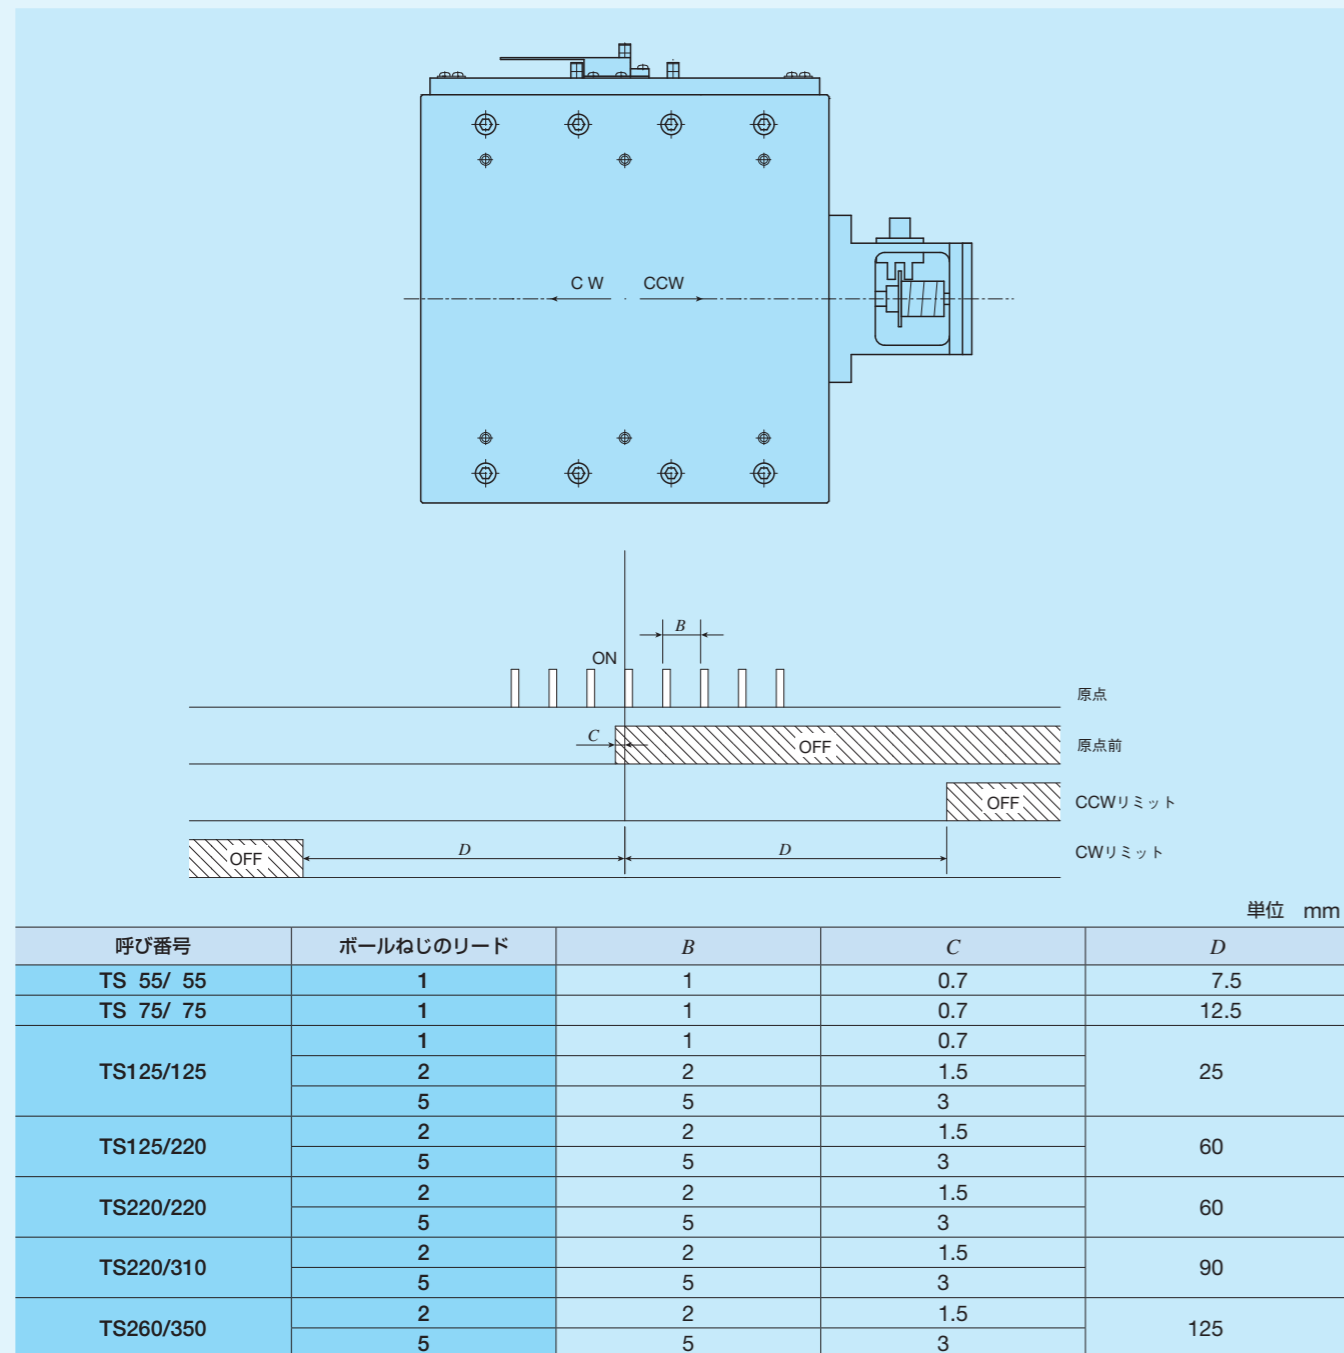 C W CCW
B
ON
原点
C OFF 原点前
OFF CCWリミット
OFF D D CWリミット
単位 mm
呼び番号 ボールねじのリード B C D
TS 55/ 55 1 1 0.7 7.5
TS 75/ 75 1 1 0.7 12.5
TS125/125 1 1 0.7 25
2 2 1.5
5 5 3
TS125/220 2 2 1.5 60
5 5 3
TS220/220 2 2 1.5 60
5 5 3
TS220/310 2 2 1.5 90
5 5 3
TS260/350 2 2 1.5 125
5 5 3